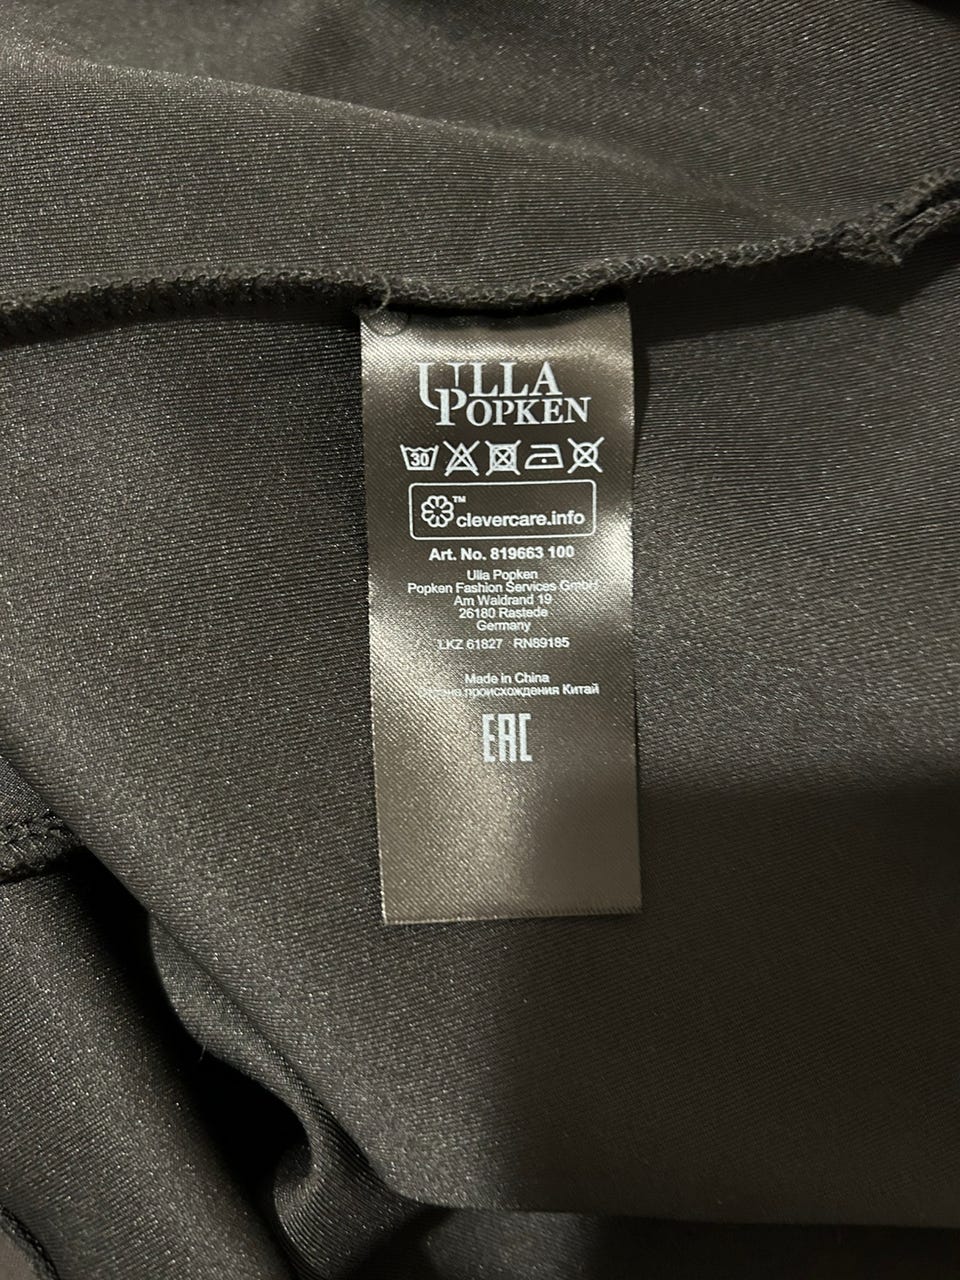 ULLA
POPKEN
30
™
clevercare.info
Art. No. 819663 100
Ulla Popken
Popken Fashion Services GmbH
Am Waldrand 19
26180 Rastede
Germany
LKZ 61827 RN89185
Made in China
происхождения Китай
EAC